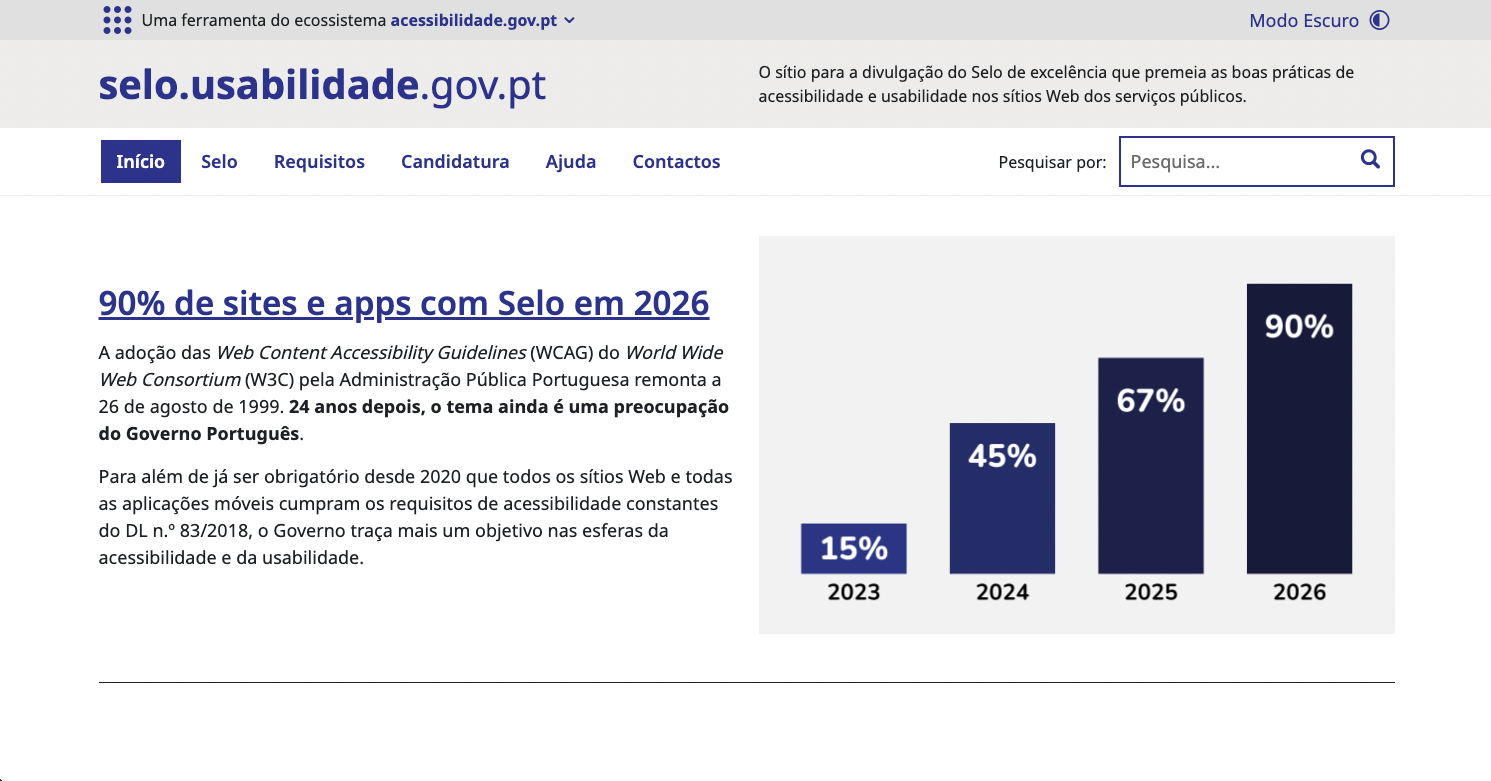 Uma ferramenta do ecossistema acessibilidade.gov.pt
Modo Escuro
selo.usabilidade.gov.pt
O sítio para a divulgação do Selo de excelência que premeia as boas práticas de
acessibilidade e usabilidade nos sítios Web dos serviços públicos.
Início
Selo
Requisitos
Candidatura
Ajuda
Contactos
Pesquisar por:
Pesquisa...
90% de sites e apps com Selo em 2026
A adoção das Web Content Accessibility Guidelines (WCAG) do World Wide
Web Consortium (W3C) pela Administração Pública Portuguesa remonta a
26 de agosto de 1999. 24 anos depois, o tema ainda é uma preocupação
do Governo Português.
Para além de já ser obrigatório desde 2020 que todos os sítios Web e todas
as aplicações móveis cumpram os requisitos de acessibilidade constantes
do DL n.º 83/2018, o Governo traça mais um objetivo nas esferas da
acessibilidade e da usabilidade.
15%
45%
67%
90%
2023
2024
2025
2026